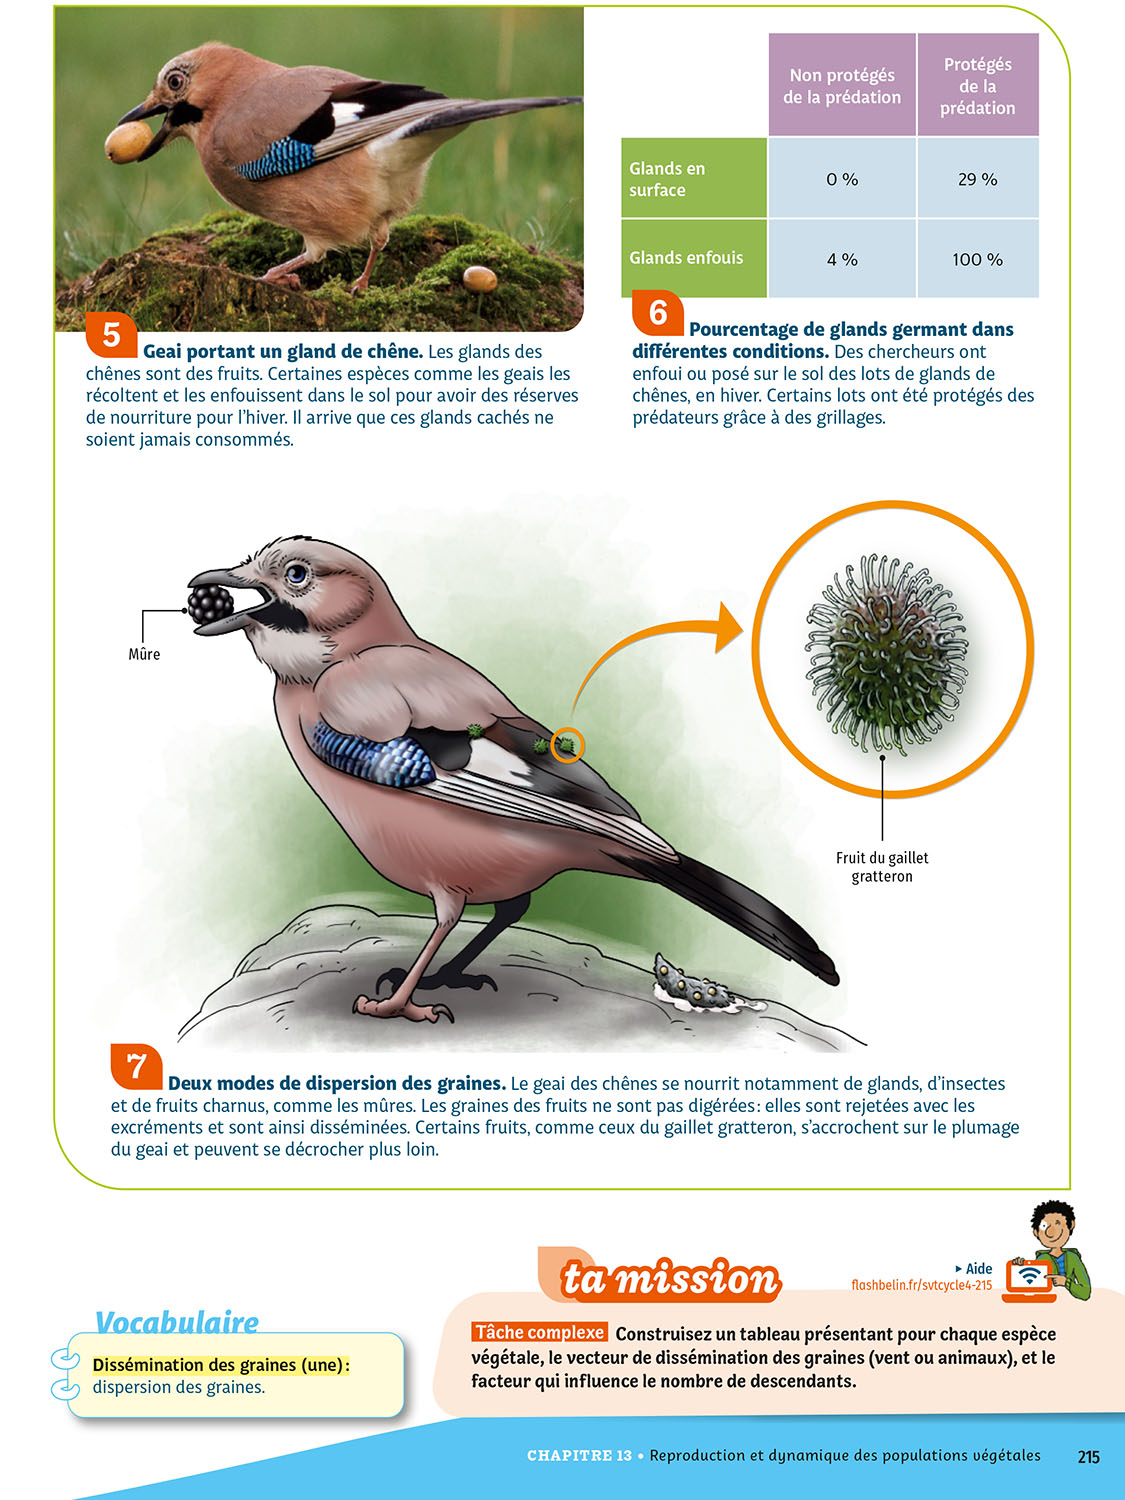 Non protégés
de la prédation
Protégés
de la
prédation
Glands en
surface
0 %
29 %
Glands enfouis
4 %
100 %
5
Geai portant un gland de chêne. Les glands des
chênes sont des fruits. Certaines espèces comme les geais les
récoltent et les enfouissent dans le sol pour avoir des réserves
de nourriture pour l'hiver. Il arrive que ces glands cachés ne
soient jamais consommés.
6
Pourcentage de glands germant dans
différentes conditions. Des chercheurs ont
enfoui ou posé sur le sol des lots de glands de
chênes, en hiver. Certains lots ont été protégés des
prédateurs grâce à des grillages.
Mûre
Fruit du gaillet
gratteron
7
Deux modes de dispersion des graines. Le geai des chênes se nourrit notamment de glands, d'insectes
et de fruits charnus, comme les mûres. Les graines des fruits ne sont pas digérées : elles sont rejetées avec les
excréments et sont ainsi disséminées. Certains fruits, comme ceux du gaillet gratteron, s'accrochent sur le plumage
du geai et peuvent se décrocher plus loin.
Vocabulaire
Dissémination des graines (une) :
dispersion des graines.
ta mission
▸ Aide
flashbelin.fr/svtcycle4-215
Tâche complexe Construisez un tableau présentant pour chaque espèce
végétale, le vecteur de dissémination des graines (vent ou animaux), et le
facteur qui influence le nombre de descendants.
CHAPITRE 13 • Reproduction et dynamique des populations végétales 215